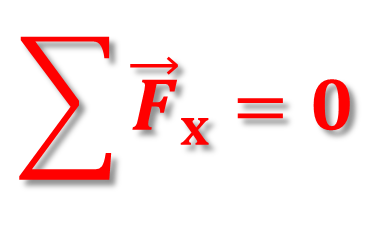 ∑ F⃗ₓ = 0